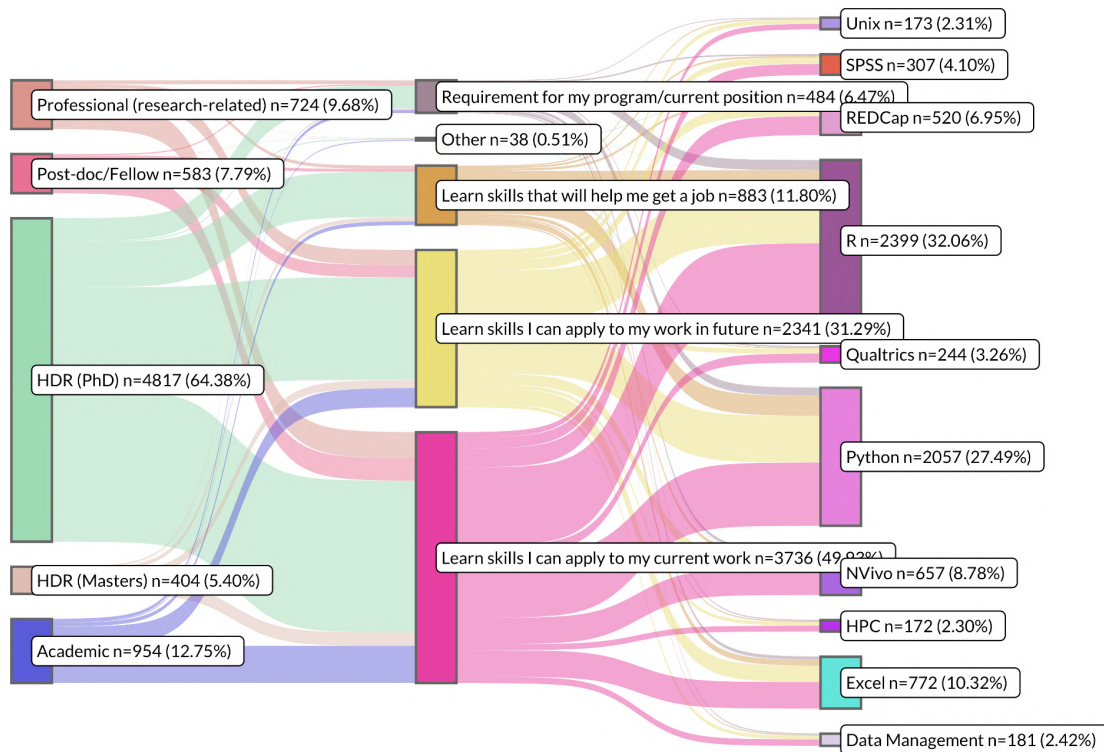 Professional (research-related) n=724 (9.68%)
Post-doc/Fellow n=583 (7.79%)
HDR (PhD) n=4817 (64.38%)
HDR (Masters) n=404 (5.40%)
Academic n=954 (12.75%)
Requirement for my program/current position n=484 (6.47%)
Other n=38 (0.51%)
Learn skills that will help me get a job n=883 (11.80%)
Learn skills I can apply to my work in future n=2341 (31.29%)
Learn skills I can apply to my current work n=3736 (49.93%)
Unix n=173 (2.31%)
SPSS n=307 (4.10%)
REDCap n=520 (6.95%)
R n=2399 (32.06%)
Qualtrics n=244 (3.26%)
Python n=2057 (27.49%)
NVivo n=657 (8.78%)
HPC n=172 (2.30%)
Excel n=772 (10.32%)
Data Management n=181 (2.42%)